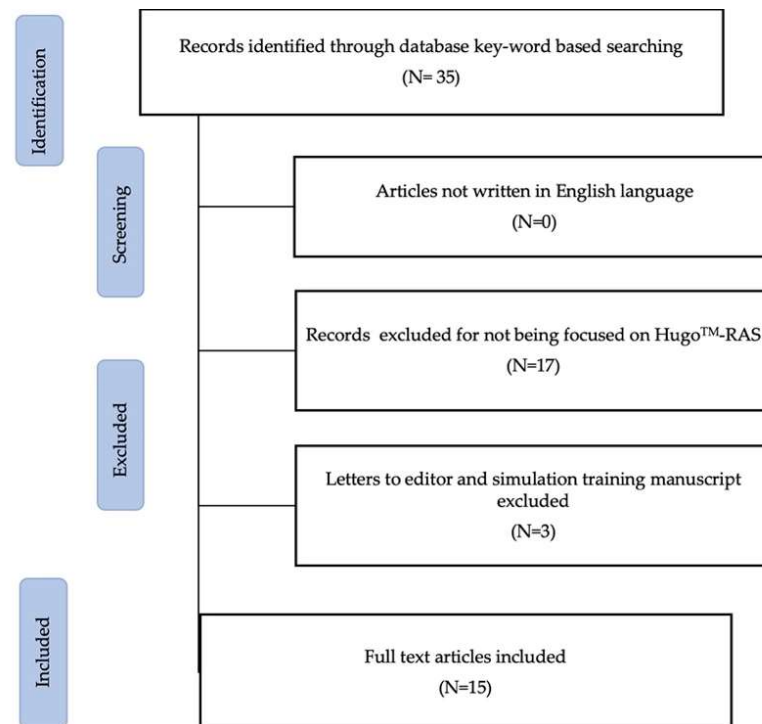 Identification
Records identified through database key-word based searching
(N= 35)
Screening
Articles not written in English language
(N=0)
Records excluded for not being focused on Hugo™-RAS
(N=17)
Excluded
Letters to editor and simulation training manuscript
excluded
(N=3)
Included
Full text articles included
(N=15)